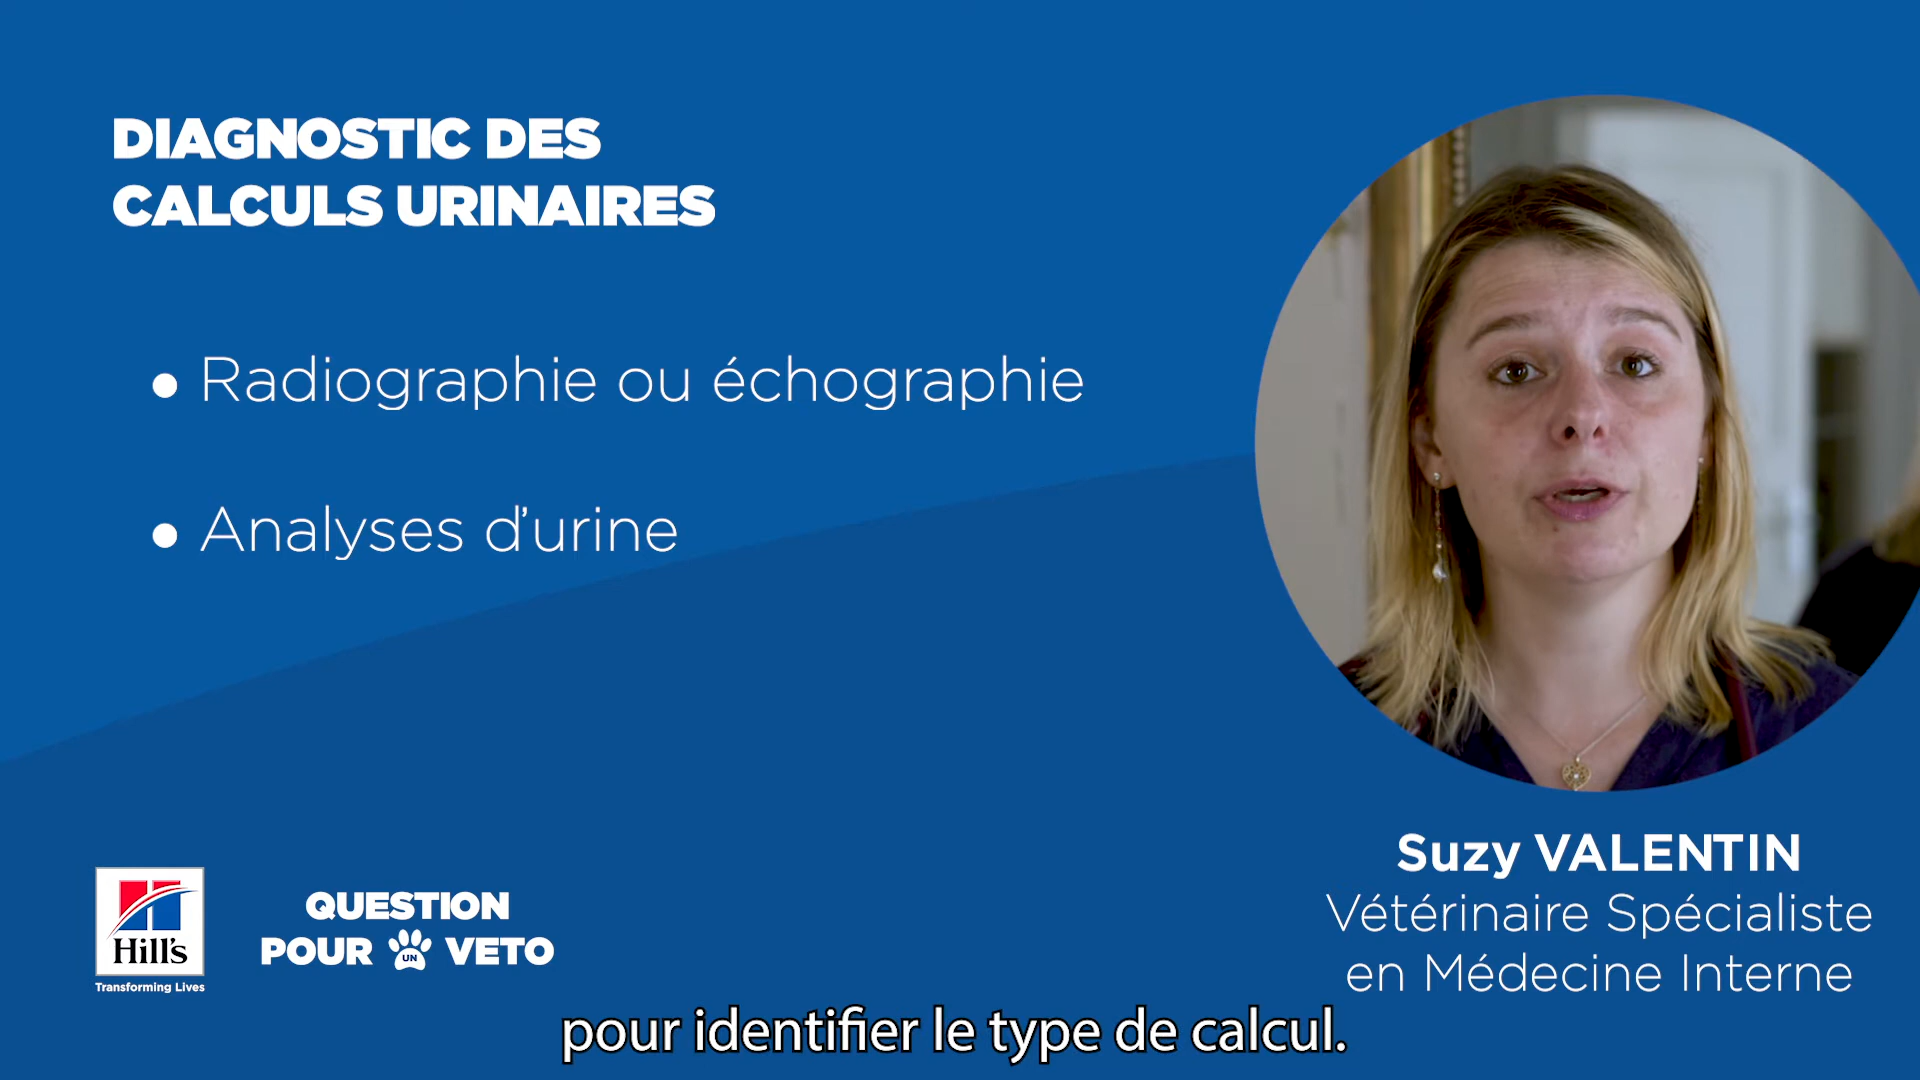 DIAGNOSTIC DES
CALCULS URINAIRES
• Radiographie ou échographie
• Analyses d'urine
Suzy VALENTIN
Vétérinaire Spécialiste
en Médecine Interne
Hill's
Transforming Lives
QUESTION
POUR UN VETO
pour identifier le type de calcul.